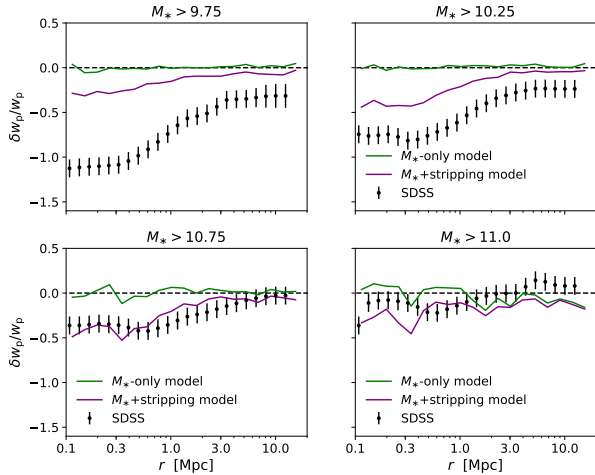 M* > 9.75
M* > 10.25
0.5
0.0
−0.5
−1.0
−1.5
δwp/wp
M*-only model
M*+stripping model
SDSS
M* > 10.75
M* > 11.0
0.5
0.0
−0.5
−1.0
−1.5
δwp/wp
M*-only model
M*+stripping model
SDSS
M*-only model
M*+stripping model
SDSS
0.1 0.3 1.0 3.0 10.0
0.1 0.3 1.0 3.0 10.0
r [Mpc]
r [Mpc]